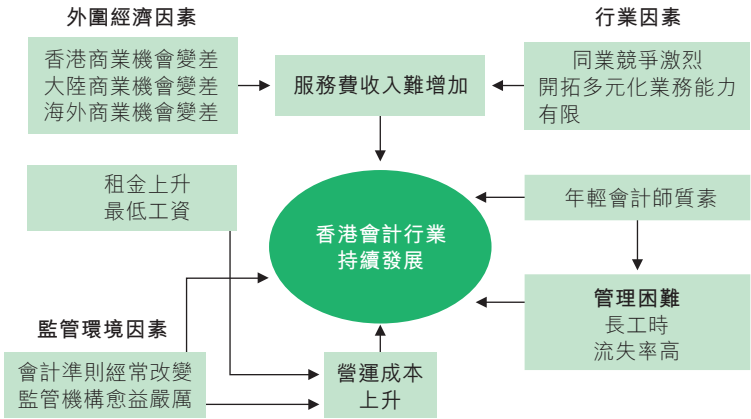 外圍經濟因素
香港商業機會變差
大陸商業機會變差
海外商業機會變差
服務費收入難增加
行業因素
同業競爭激烈
開拓多元化業務能力
有限
租金上升
最低工資
香港會計行業
持續發展
年輕會計師質素
管理困難
長工時
流失率高
監管環境因素
會計準則經常改變
監管機構愈益嚴厲
營運成本
上升